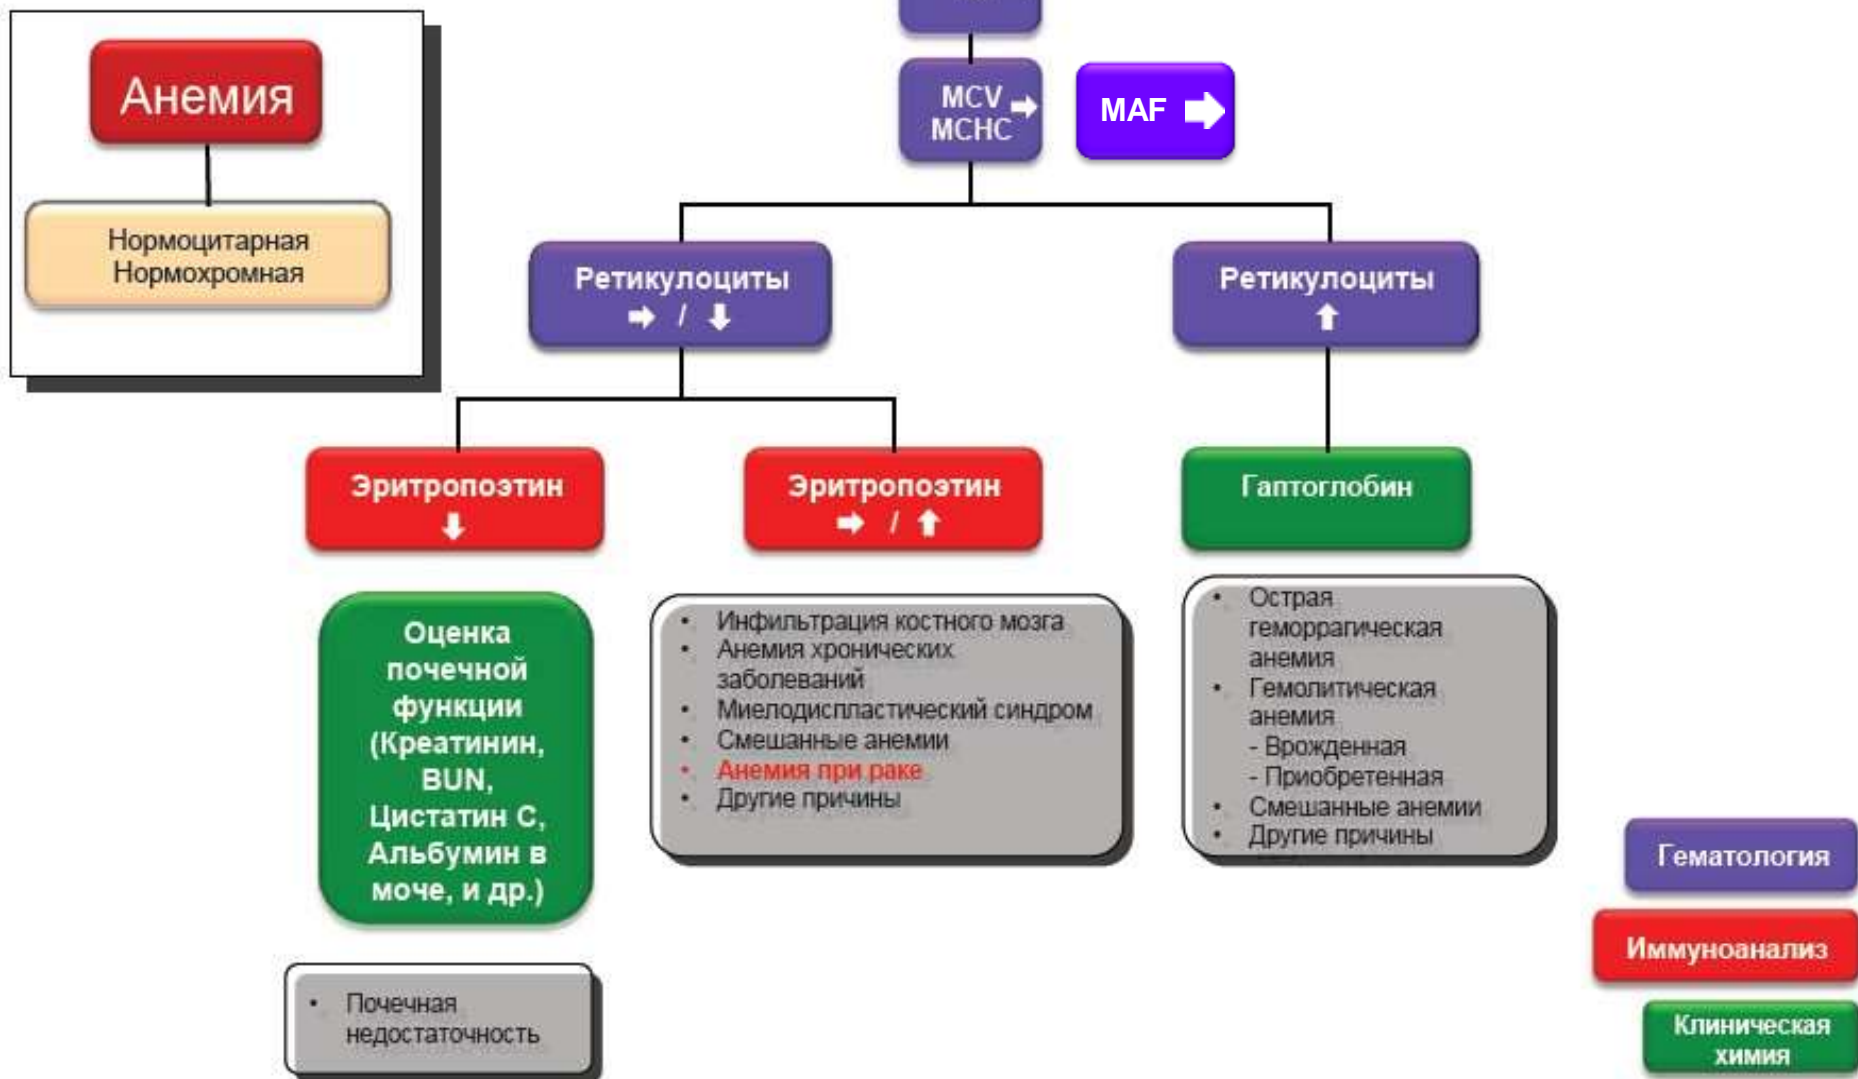 Анемия
Нормоцитарная
Нормохромная
MCV
MCHC
MAF
Ретикулоциты
/
Ретикулоциты
Эритропоэтин
Эритропоэтин
/
Гаптоглобин
Оценка
почечной
функции
(Креатинин,
BUN,
Цистатин С,
Альбумин в
моче, и др.)
• Инфильтрация костного мозга
• Анемия хронических
заболеваний
• Миелодиспластический синдром
• Смешанные анемии
• Анемия при раке
• Другие причины
• Острая
геморрагическая
анемия
• Гемолитическая
анемия
- Врожденная
- Приобретенная
• Смешанные анемии
• Другие причины
• Почечная
недостаточность
Гематология
Иммуноанализ
Клиническая
химия